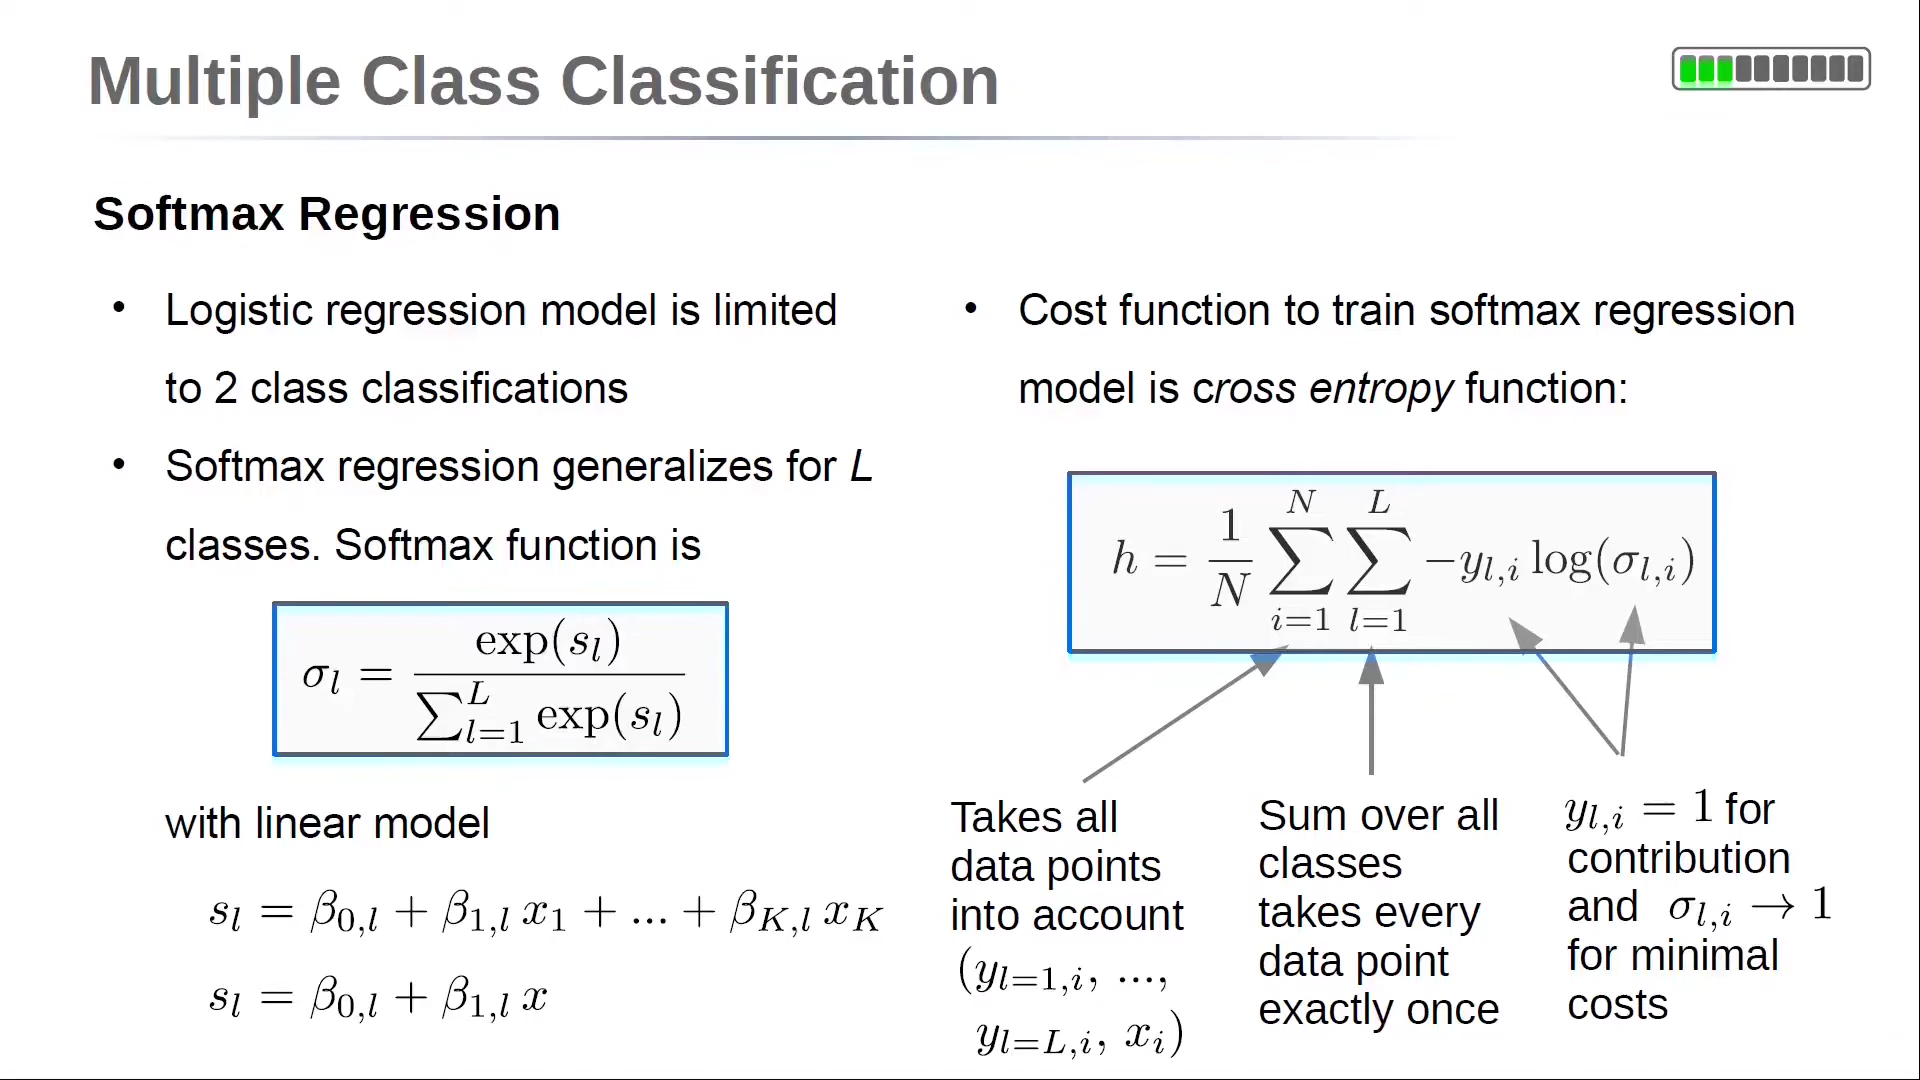 Multiple Class Classification
Softmax Regression
• Logistic regression model is limited
to 2 class classifications
• Softmax regression generalizes for L
classes. Softmax function is
σ_l = exp(s_l) / ∑_{l=1}^{L} exp(s_l)
with linear model
s_l = β_{0,l} + β_{1,l} x_1 + ... + β_{K,l} x_K
s_l = β_{0,l} + β_{1,l} x
• Cost function to train softmax regression
model is cross entropy function:
h = 1/N ∑_{i=1}^{N} ∑_{l=1}^{L} −y_{l,i} log(σ_{l,i})
Takes all
data points
into account
(y_{l=1,i}, ...,
y_{l=L,i}, x_i)
Sum over all
classes
takes every
data point
exactly once
y_{l,i} = 1 for
contribution
and σ_{l,i} → 1
for minimal
costs